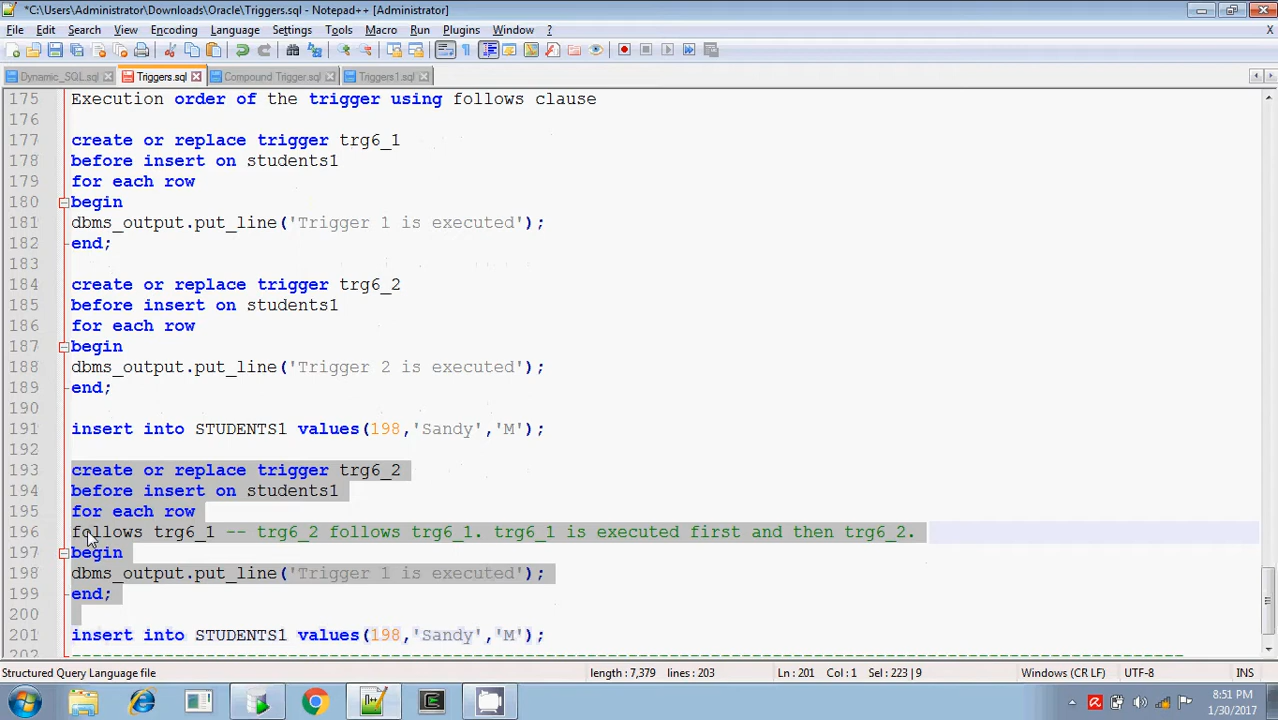 *C:\Users\Administrator\Downloads\Oracle\Triggers.sql - Notepad++ [Administrator]
File Edit Search View Encoding Language Settings Tools Macro Run Plugins Window ? X
Dynamic_SQL.sql Triggers.sql Compound Trigger.sql Triggers1.sql
175 Execution order of the trigger using follows clause
176
177 create or replace trigger trg6_1
178 before insert on students1
179 for each row
180 begin
181 dbms_output.put_line('Trigger 1 is executed');
182 end;
183
184 create or replace trigger trg6_2
185 before insert on students1
186 for each row
187 begin
188 dbms_output.put_line('Trigger 2 is executed');
189 end;
190
191 insert into STUDENTS1 values(198,'Sandy','M');
192
193 create or replace trigger trg6_2
194 before insert on students1
195 for each row
196 follows trg6_1 -- trg6_2 follows trg6_1. trg6_1 is executed first and then trg6_2.
197 begin
198 dbms_output.put_line('Trigger 1 is executed');
199 end;
200
201 insert into STUDENTS1 values(198,'Sandy','M');
202
Structured Query Language file length : 7,379 lines : 203 Ln : 201 Col : 1 Sel : 223 | 9 Windows (CR LF) UTF-8 INS
8:51 PM
1/30/2017